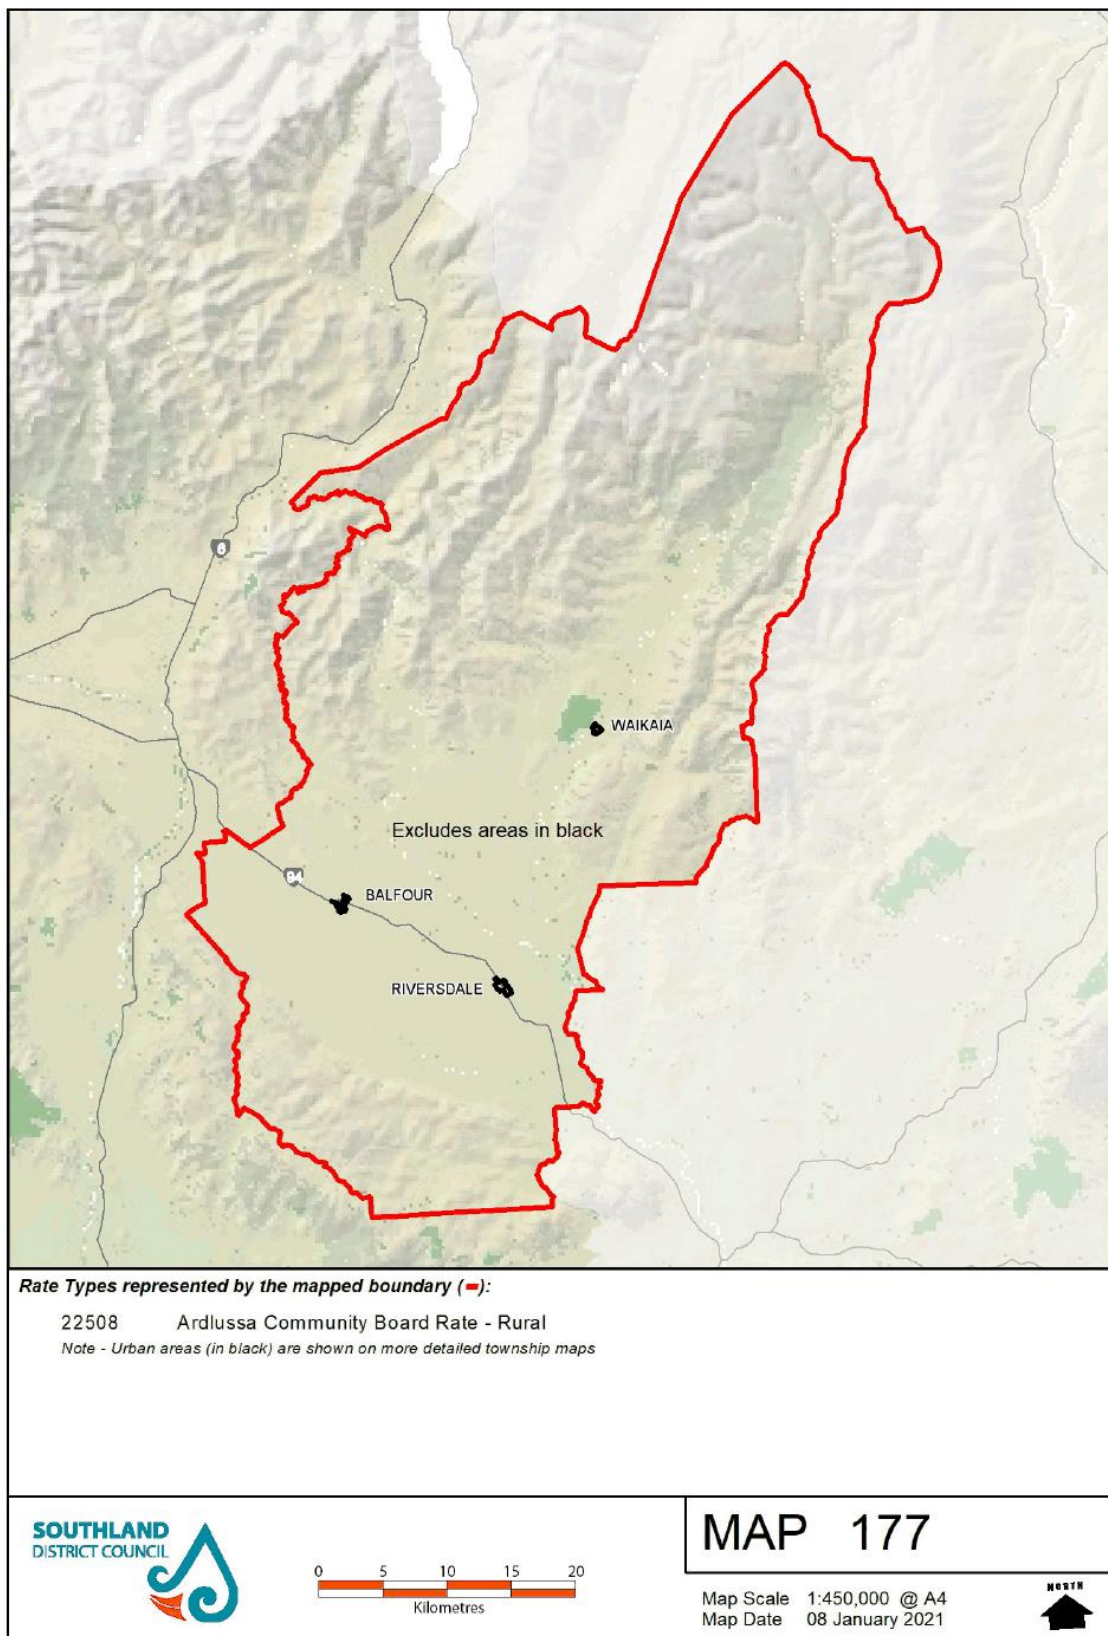 6
WAIKAIA
Excludes areas in black
94
BALFOUR
RIVERSDALE
Rate Types represented by the mapped boundary (-):
22508 Ardlussa Community Board Rate - Rural
Note - Urban areas (in black) are shown on more detailed township maps
SOUTHLAND
DISTRICT COUNCIL
0 5 10 15 20
Kilometres
MAP 177
Map Scale 1:450,000 @ A4
Map Date 08 January 2021
NORTH